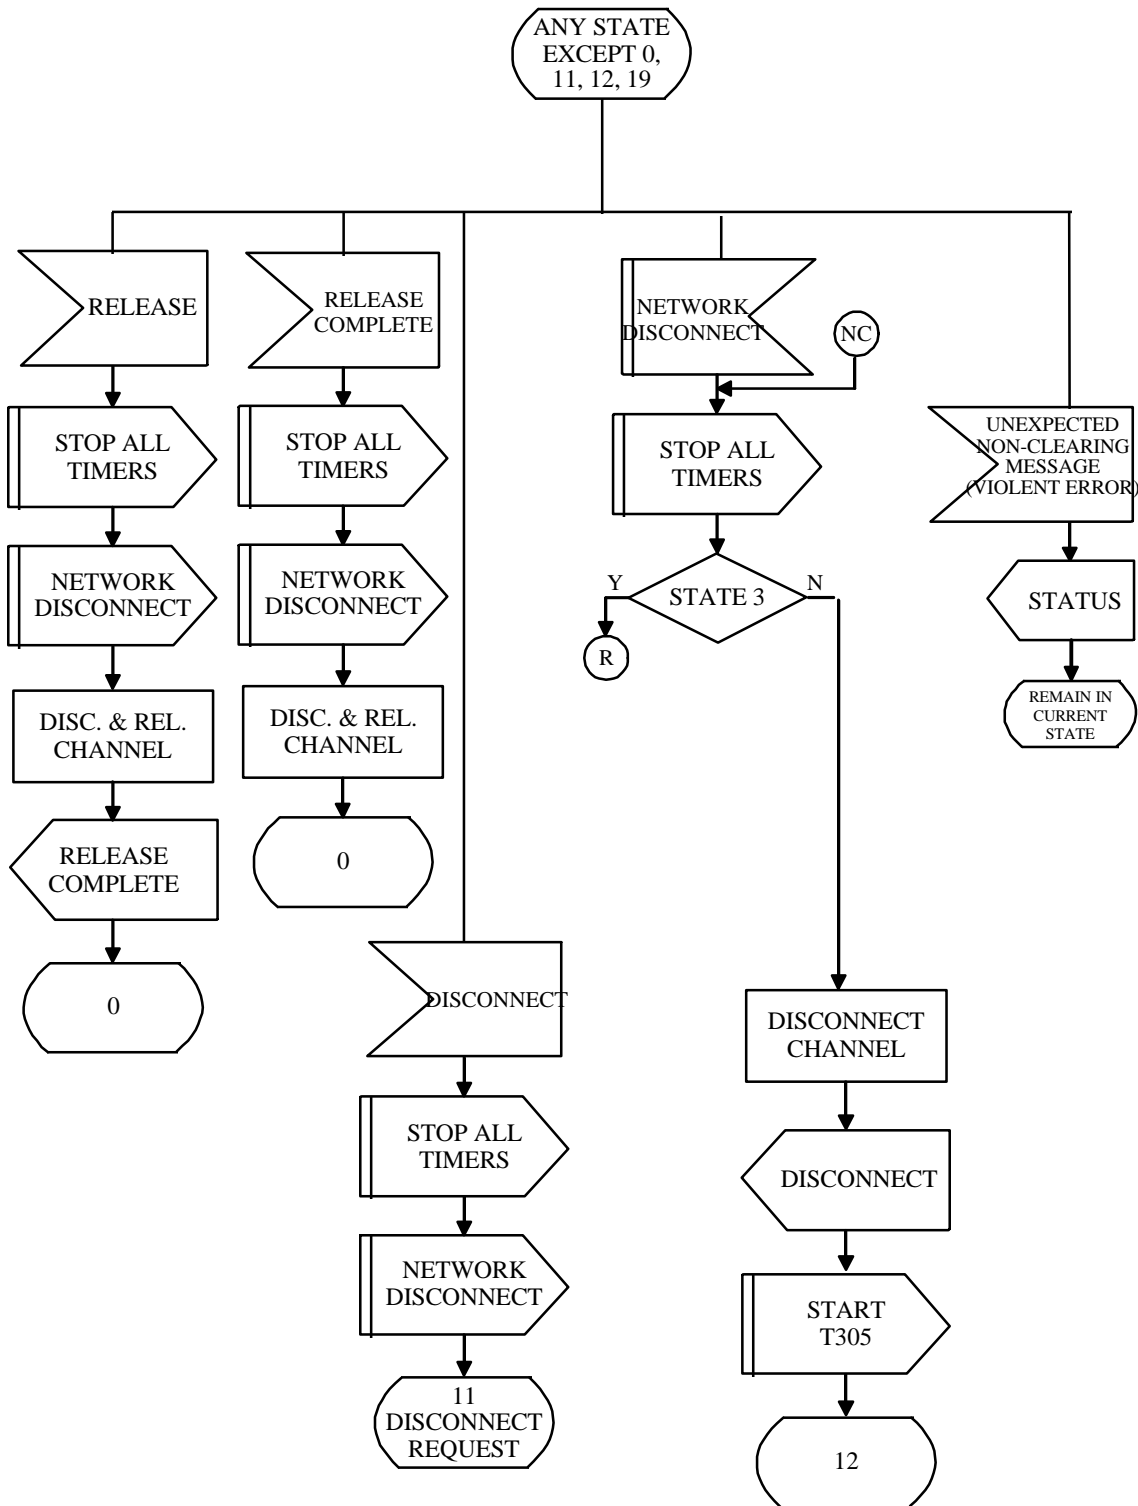 ANY STATE
EXCEPT 0,
11, 12, 19
RELEASE
STOP ALL
TIMERS
NETWORK
DISCONNECT
DISC. & REL.
CHANNEL
RELEASE
COMPLETE
0
RELEASE
COMPLETE
STOP ALL
TIMERS
NETWORK
DISCONNECT
DISC. & REL.
CHANNEL
0
DISCONNECT
STOP ALL
TIMERS
NETWORK
DISCONNECT
11
DISCONNECT
REQUEST
NETWORK
DISCONNECT
NC
STOP ALL
TIMERS
Y
STATE 3
N
R
DISCONNECT
CHANNEL
DISCONNECT
START
T305
12
UNEXPECTED
NON-CLEARING
MESSAGE
(VIOLENT ERROR)
STATUS
REMAIN IN
CURRENT
STATE